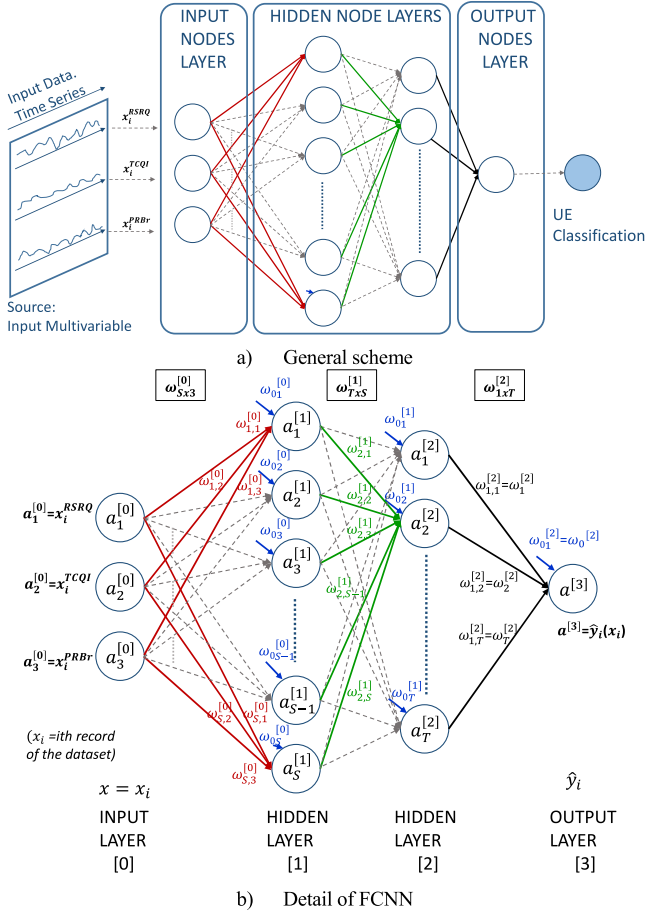 INPUT NODES LAYER
HIDDEN NODE LAYERS
OUTPUT NODES LAYER
Input Data.
Time Series
x_i^RSRQ
x_i^TCQI
x_i^PRBr
Source:
Input Multivariable
UE
Classification
a) General scheme
ω_Sx3^[0]
ω_TxS^[1]
ω_1xT^[2]
ω_01^[0]
ω_1,1^[0]
ω_1,2^[0]
ω_1,3^[0]
ω_02^[0]
ω_03^[0]
ω_0S−1^[0]
ω_0S^[0]
ω_S,2^[0]
ω_S,1^[0]
ω_S,3^[0]
a_1^[0]=x_i^RSRQ
a_2^[0]=x_i^TCQI
a_3^[0]=x_i^PRBr
a_1^[0]
a_2^[0]
a_3^[0]
a_1^[1]
a_2^[1]
a_3^[1]
a_S−1^[1]
a_S^[1]
ω_2,1^[1]
ω_2,2^[1]
ω_2,3^[1]
ω_2,S−1^[1]
ω_2,S^[1]
ω_01^[1]
ω_02^[1]
ω_0T^[1]
a_1^[2]
a_2^[2]
a_T^[2]
ω_1,1^[2]=ω_1^[2]
ω_1,2^[2]=ω_2^[2]
ω_1,T^[2]=ω_T^[2]
ω_01^[2]=ω_0^[2]
a^[3]
a^[3]=ŷ_i(x_i)
(x_i =ith record
of the dataset)
x = x_i
ŷ_i
INPUT
LAYER
[0]
HIDDEN
LAYER
[1]
HIDDEN
LAYER
[2]
OUTPUT
LAYER
[3]
b) Detail of FCNN